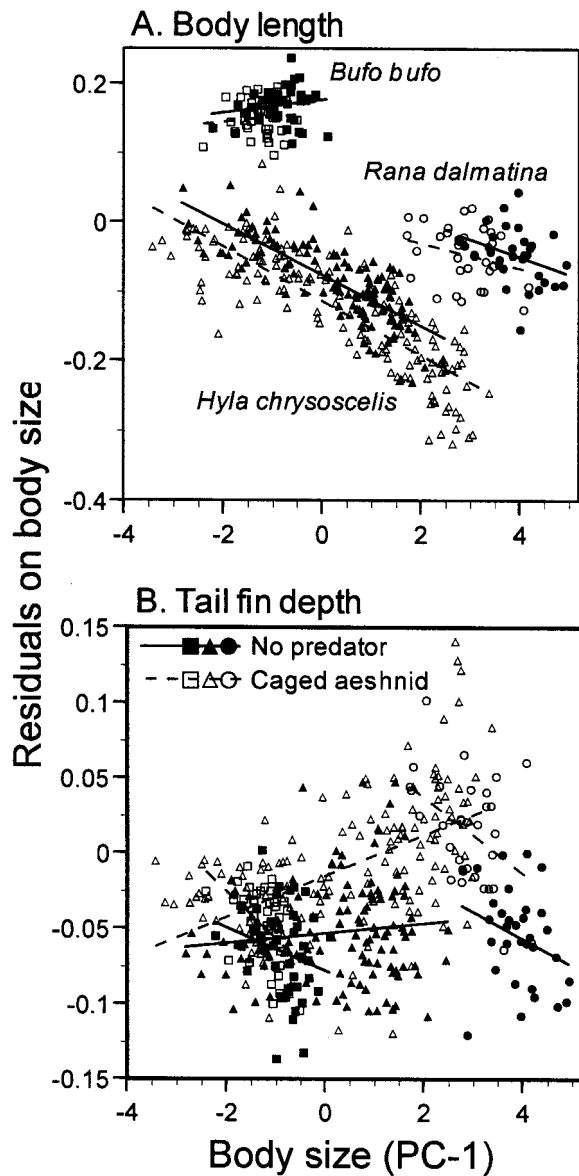 A. Body length
Bufo bufo
Rana dalmatina
Hyla chrysoscelis
0.2
0
-0.2
-0.4
-4
-2
0
2
4
Residuals on body size
B. Tail fin depth
No predator
Caged aeshnid
0.15
0.1
0.05
0
-0.05
-0.1
-0.15
-4
-2
0
2
4
Body size (PC-1)